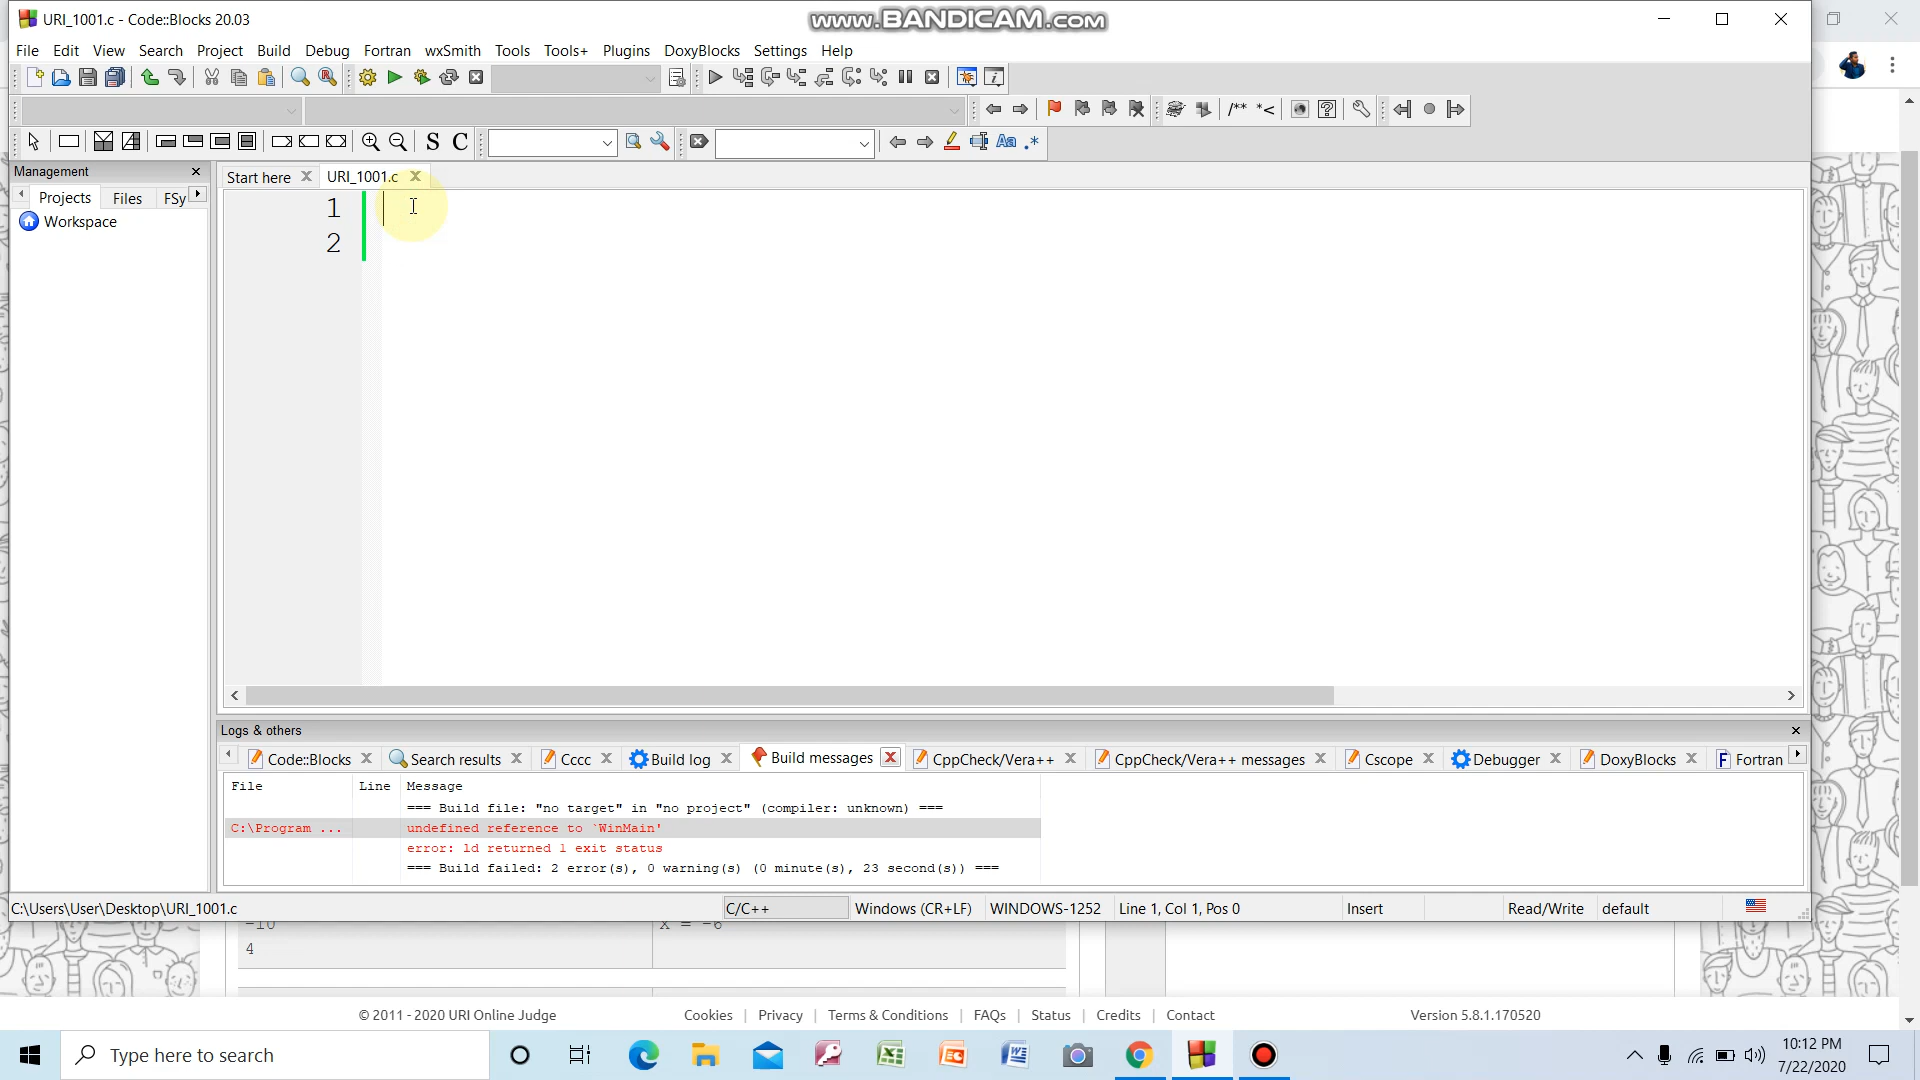 URI_1001.c - Code::Blocks 20.03
www.BANDICAM.com
File Edit View Search Project Build Debug Fortran wxSmith Tools Tools+ Plugins DoxyBlocks Settings Help
/** *<
S C
Aa .*
Management
Projects Files FSy
Workspace
Start here URI_1001.c
1
2
Logs & others
Code::Blocks Search results Cccc Build log Build messages CppCheck/Vera++ CppCheck/Vera++ messages Cscope Debugger DoxyBlocks Fortran
File Line Message
=== Build file: "no target" in "no project" (compiler: unknown) ===
C:\Program ... undefined reference to `WinMain'
error: ld returned 1 exit status
=== Build failed: 2 error(s), 0 warning(s) (0 minute(s), 23 second(s)) ===
C:\Users\User\Desktop\URI_1001.c C/C++ Windows (CR+LF) WINDOWS-1252 Line 1, Col 1, Pos 0 Insert Read/Write default
-10 X = -6
4
© 2011 - 2020 URI Online Judge Cookies | Privacy | Terms & Conditions | FAQs | Status | Credits | Contact Version 5.8.1.170520
Type here to search
10:12 PM
7/22/2020